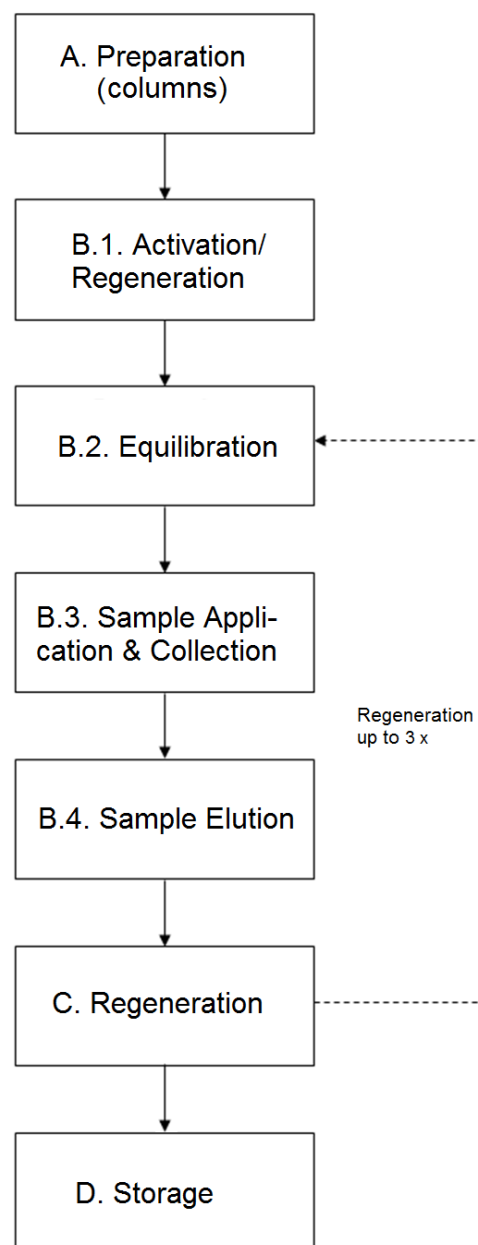 A. Preparation
(columns)
B.1. Activation/
Regeneration
B.2. Equilibration
B.3. Sample Appli-
cation & Collection
Regeneration
up to 3 x
B.4. Sample Elution
C. Regeneration
D. Storage